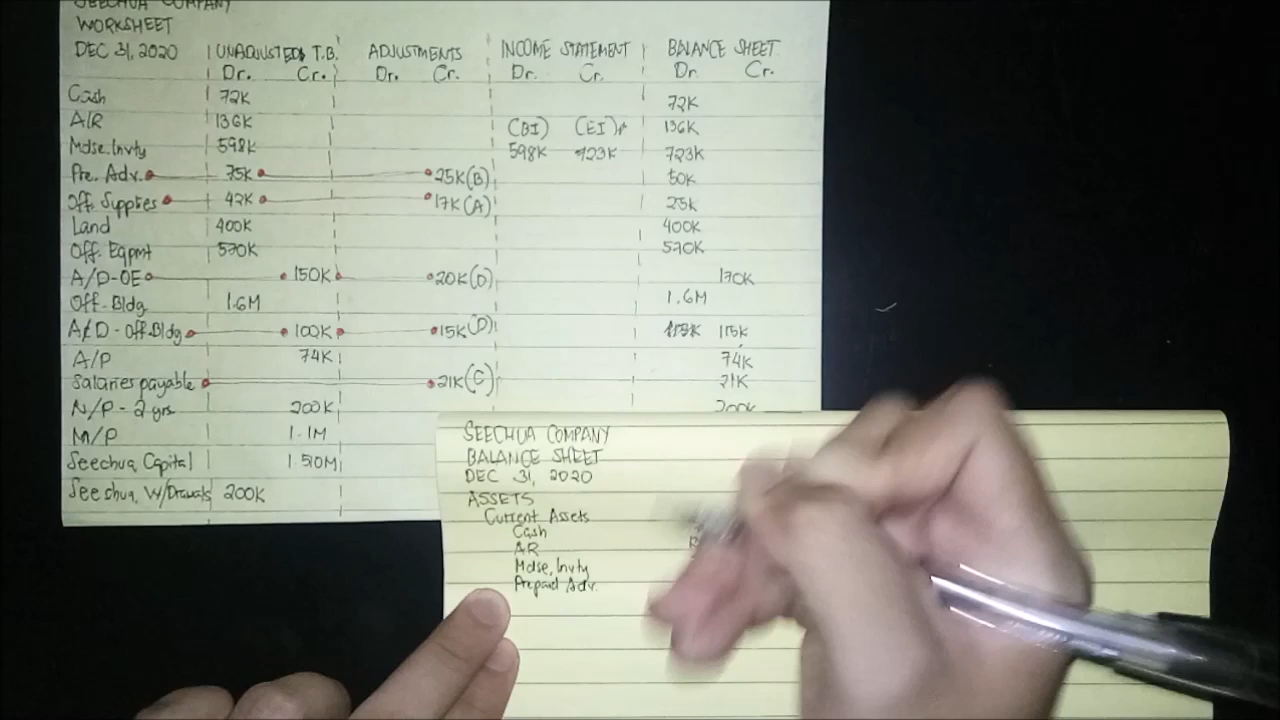 SEECHUA COMPANY
WORKSHEET
DEC 31, 2020 UNADJUSTED T.B. ADJUSTMENTS INCOME STATEMENT BALANCE SHEET
Dr. Cr. Dr. Cr. Dr. Cr. Dr. Cr.
Cash 72K 72K
A/R 136K (BI) (EI) 136K
Mdse. Invty 598K 598K 723K 723K
Pre. Adv. 75K 25K(B) 50K
Off. Supplies 42K 17K(A) 25K
Land 400K 400K
Off. Eqpmt 570K 570K
A/D-OE 150K 20K(D) 170K
Off. Bldg 1.6M 1.6M
A/D - Off. Bldg 100K 15K(D) 115K 115K
A/P 74K 74K
Salaries payable 21K(C) 21K
N/P - 2 yrs 200K 200K
M/P 1.1M
Seechua, Capital 1.510M
Seechua, W/Drawals 200K
SEECHUA COMPANY
BALANCE SHEET
DEC 31, 2020
ASSETS
Current Assets
Cash
AR
Mdse. Invty
Prepaid Adv.